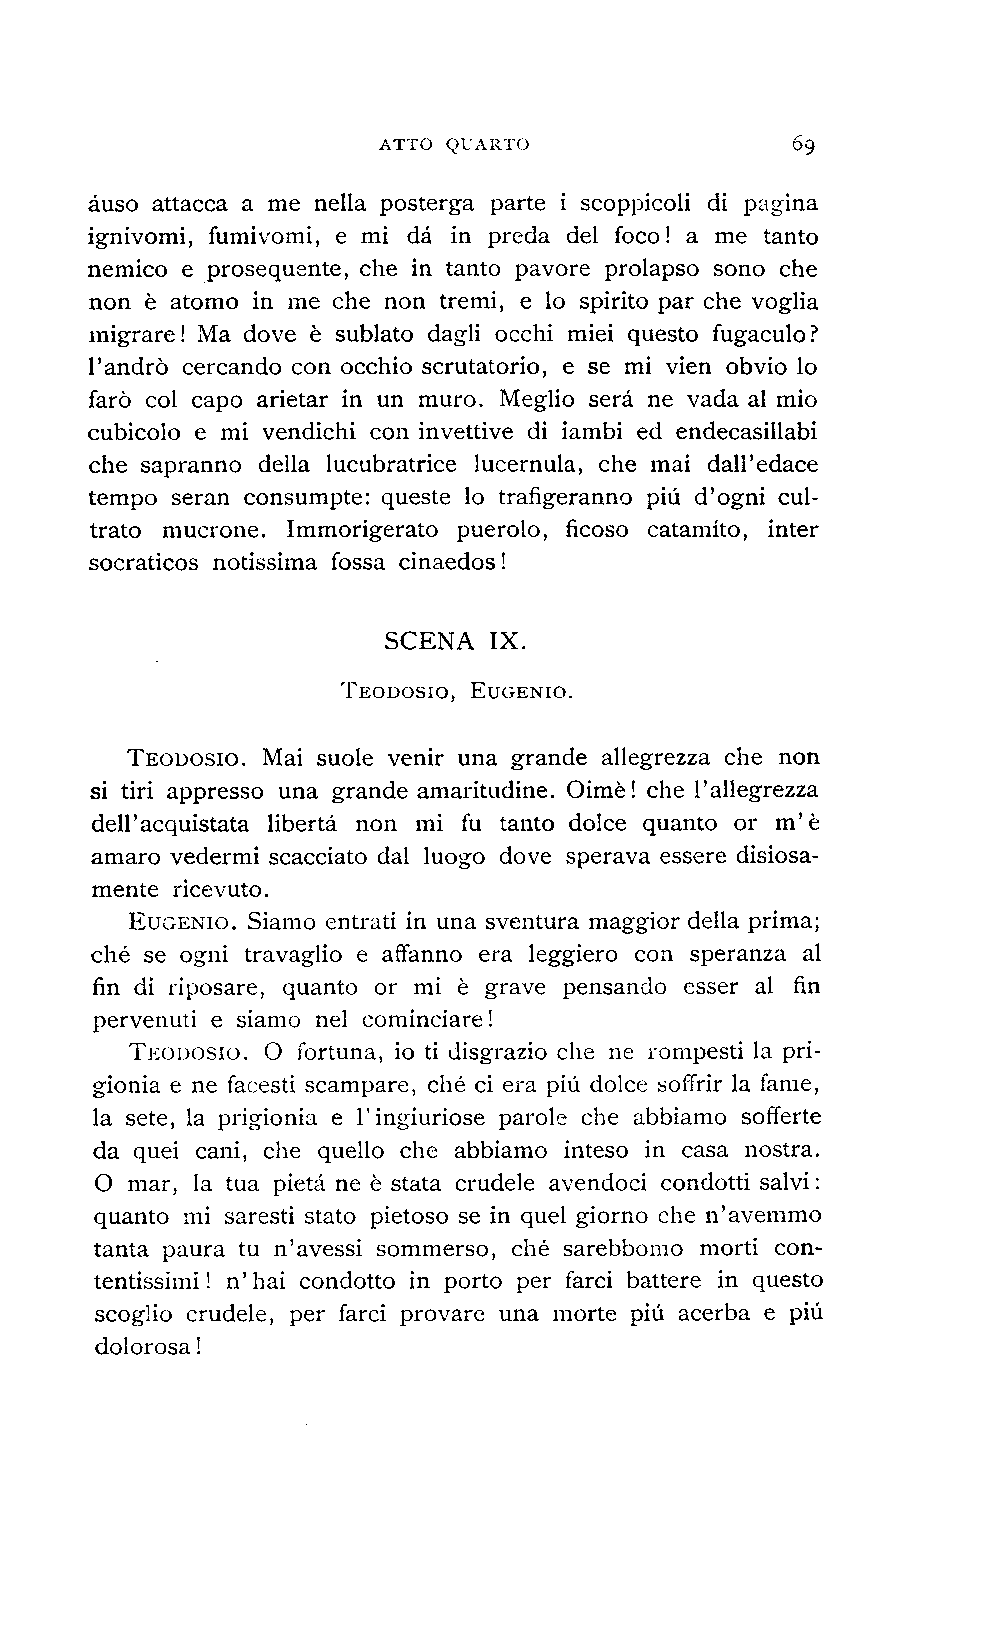 ATTO QUARTO 69
áuso attacca a me nella posterga parte i scoppicoli di pagina
ignivomi, fumivomi, e mi dá in preda del foco! a me tanto
nemico e prosequente, che in tanto pavore prolapso sono che
non è atomo in me che non tremi, e lo spirito par che voglia
migrare! Ma dove è sublato dagli occhi miei questo fugaculo?
l'andrò cercando con occhio scrutatorio, e se mi vien obvio lo
farò col capo arietar in un muro. Meglio será ne vada al mio
cubicolo e mi vendichi con invettive di iambi ed endecasillabi
che sapranno della lucubratrice lucernula, che mai dall'edace
tempo seran consumpte: queste lo trafigeranno piú d'ogni cul-
trato mucrone. Immorigerato puerolo, ficoso catamíto, inter
socraticos notissima fossa cinaedos!
SCENA IX.
TEODOSIO, EUGENIO.
TEODOSIO. Mai suole venir una grande allegrezza che non
si tiri appresso una grande amaritudine. Oimè! che l'allegrezza
dell'acquistata libertá non mi fu tanto dolce quanto or m'è
amaro vedermi scacciato dal luogo dove sperava essere disiosa-
mente ricevuto.
EUGENIO. Siamo entrati in una sventura maggior della prima;
ché se ogni travaglio e affanno era leggiero con speranza al
fin di riposare, quanto or mi è grave pensando esser al fin
pervenuti e siamo nel cominciare!
TEODOSIO. O fortuna, io ti disgrazio che ne rompesti la pri-
gionia e ne facesti scampare, ché ci era piú dolce soffrir la fame,
la sete, la prigionia e l'ingiuriose parole che abbiamo sofferte
da quei cani, che quello che abbiamo inteso in casa nostra.
O mar, la tua pietá ne è stata crudele avendoci condotti salvi:
quanto mi saresti stato pietoso se in quel giorno che n'avemmo
tanta paura tu n'avessi sommerso, ché sarebbomo morti con-
tentissimi! n'hai condotto in porto per farci battere in questo
scoglio crudele, per farci provare una morte piú acerba e piú
dolorosa!